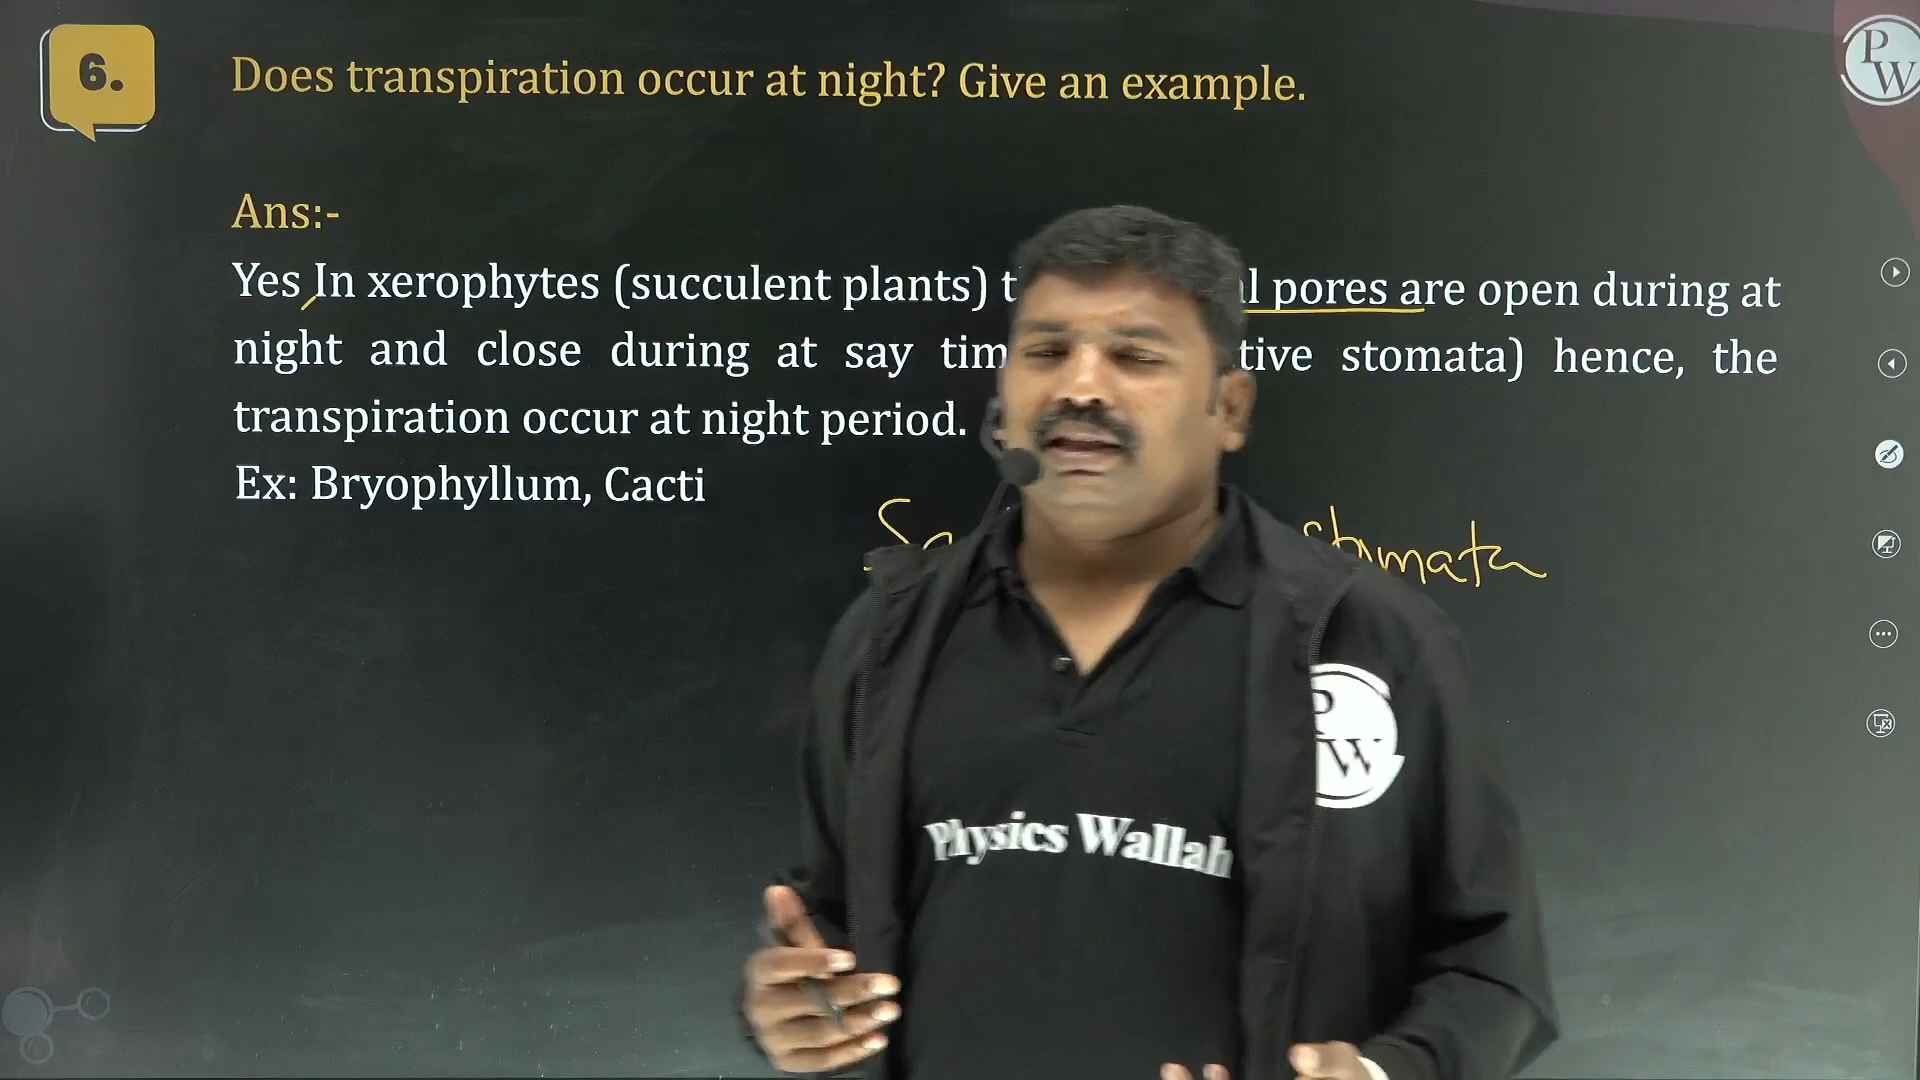 6.
Does transpiration occur at night? Give an example.
PW
Ans:-
Yes In xerophytes (succulent plants) l pores are open during at
night and close during at say tim tive stomata) hence, the
transpiration occur at night period.
Ex: Bryophyllum, Cacti
stomata
PW
Physics Wallah